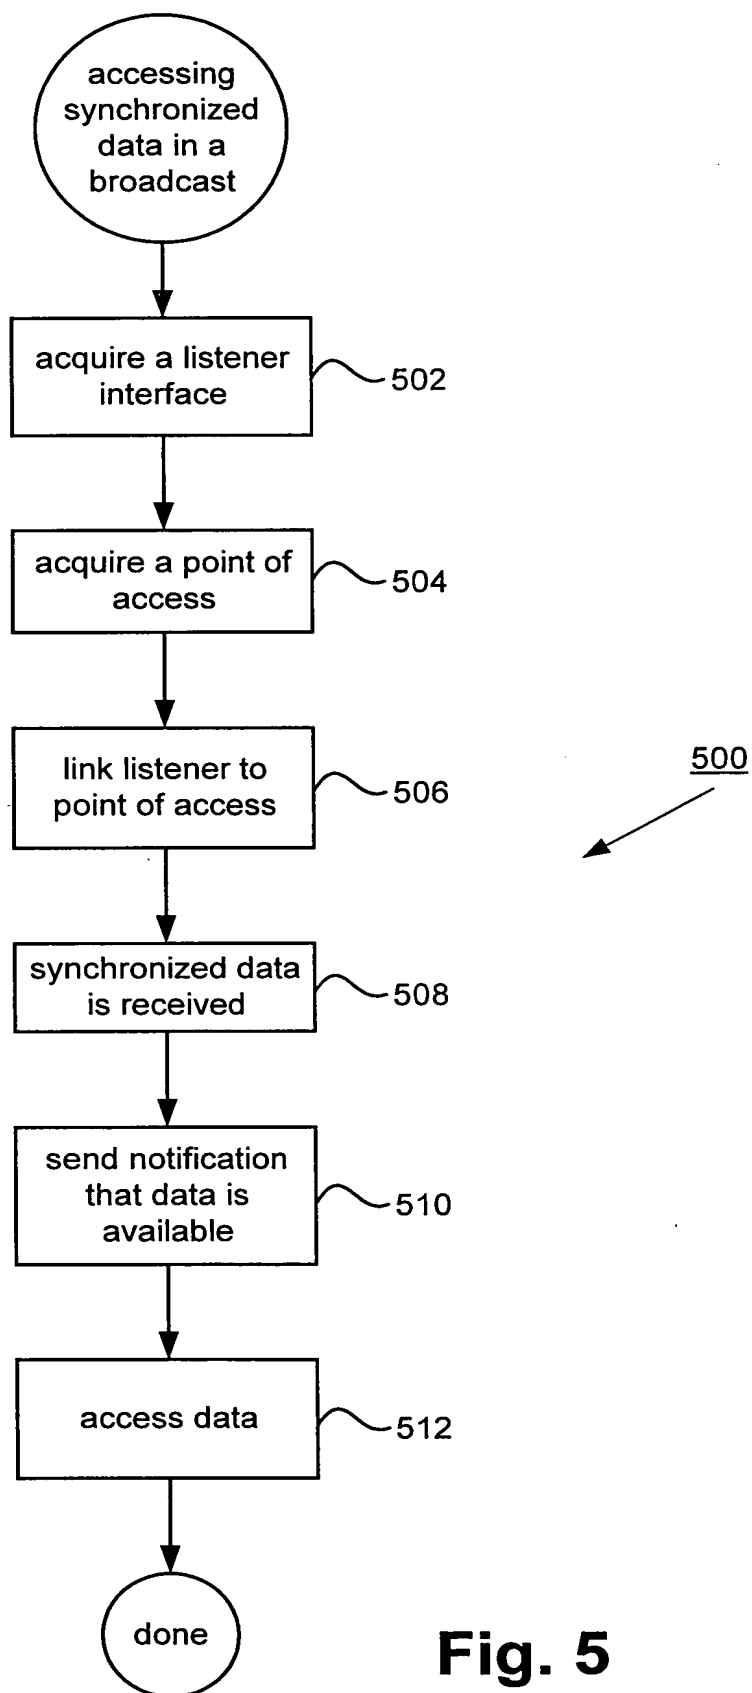 accessing
synchronized
data in a
broadcast
acquire a listener
interface
502
acquire a point of
access
504
link listener to
point of access
506
500
synchronized data
is received
508
send notification
that data is
available
510
access data
512
done
Fig. 5